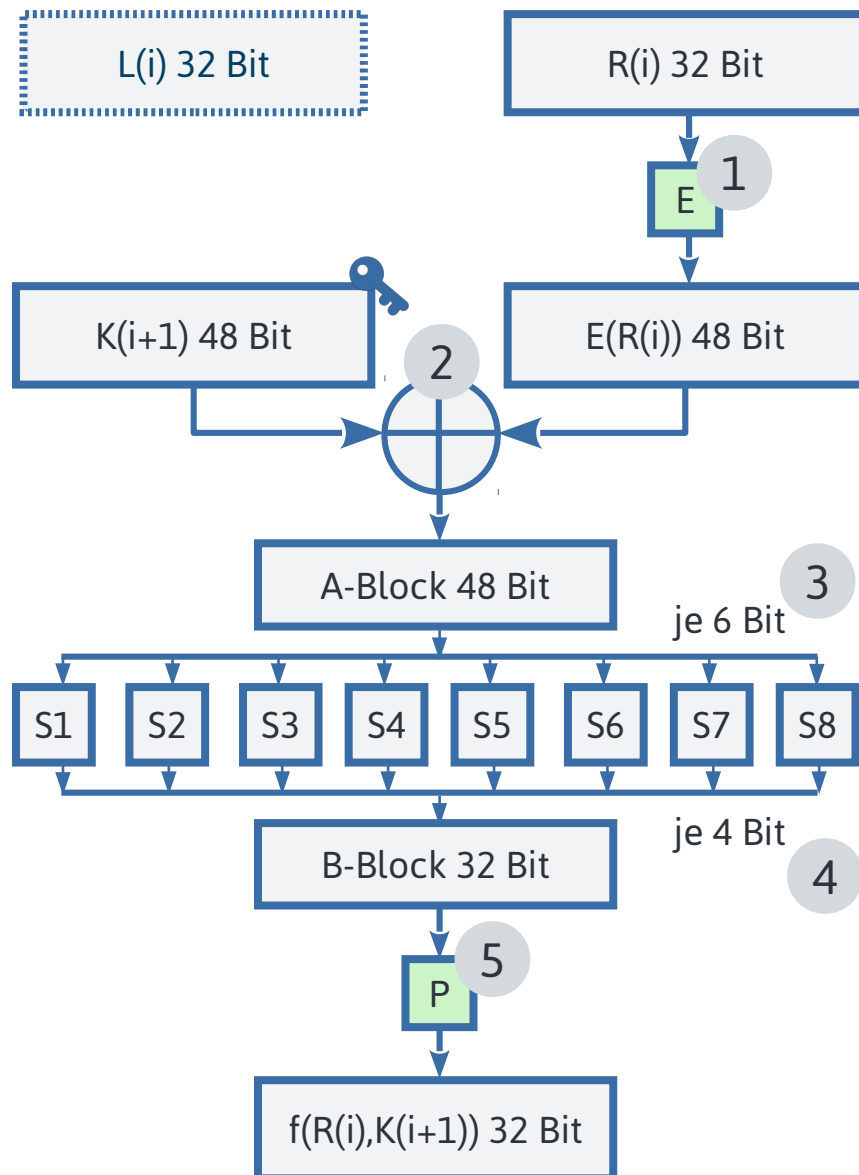 L(i) 32 Bit
R(i) 32 Bit
1
E
K(i+1) 48 Bit
E(R(i)) 48 Bit
2
A-Block 48 Bit
3
je 6 Bit
S1 S2 S3 S4 S5 S6 S7 S8
je 4 Bit
B-Block 32 Bit
4
5
P
f(R(i),K(i+1)) 32 Bit